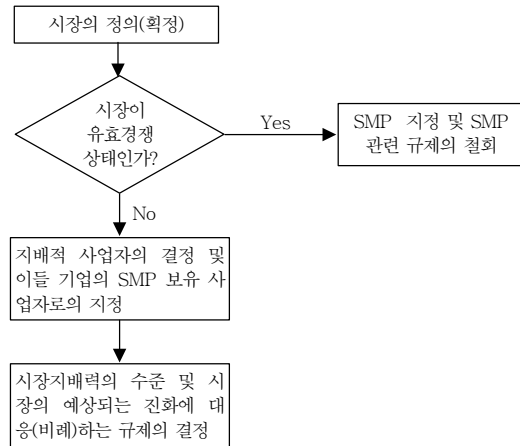 시장의 정의(획정)
시장이
유효경쟁
상태인가?
Yes
SMP 지정 및 SMP
관련 규제의 철회
No
지배적 사업자의 결정 및
이들 기업의 SMP 보유 사
업자로의 지정
시장지배력의 수준 및 시
장의 예상되는 진화에 대
응(비례)하는 규제의 결정